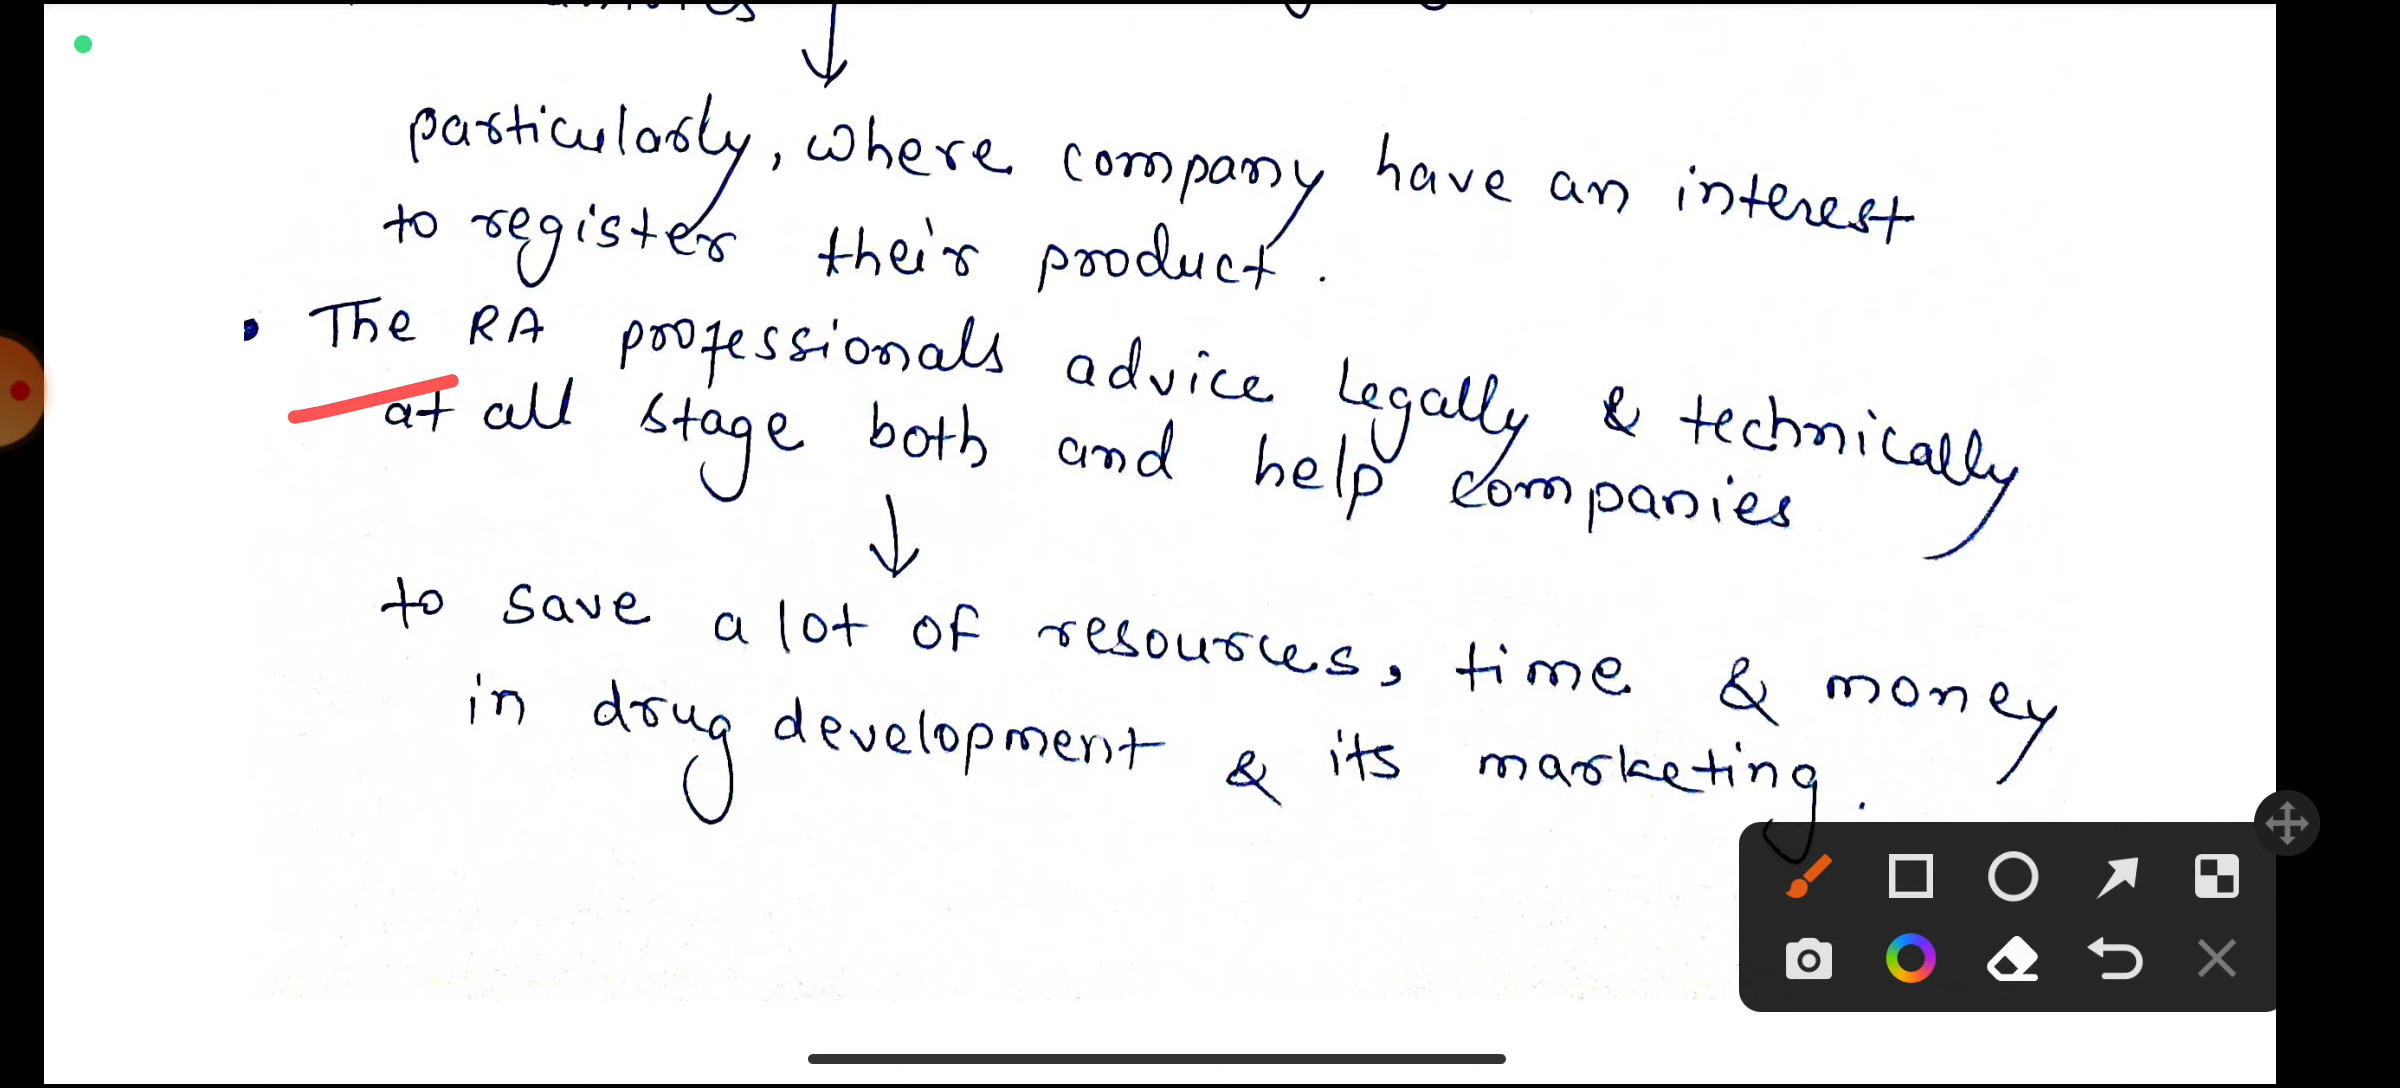 particularly, where company have an interest
to register their product.
• The RA professionals advice legally & technically
at all stage both and help companies
to save a lot of resources, time & money
in drug development & its marketing.